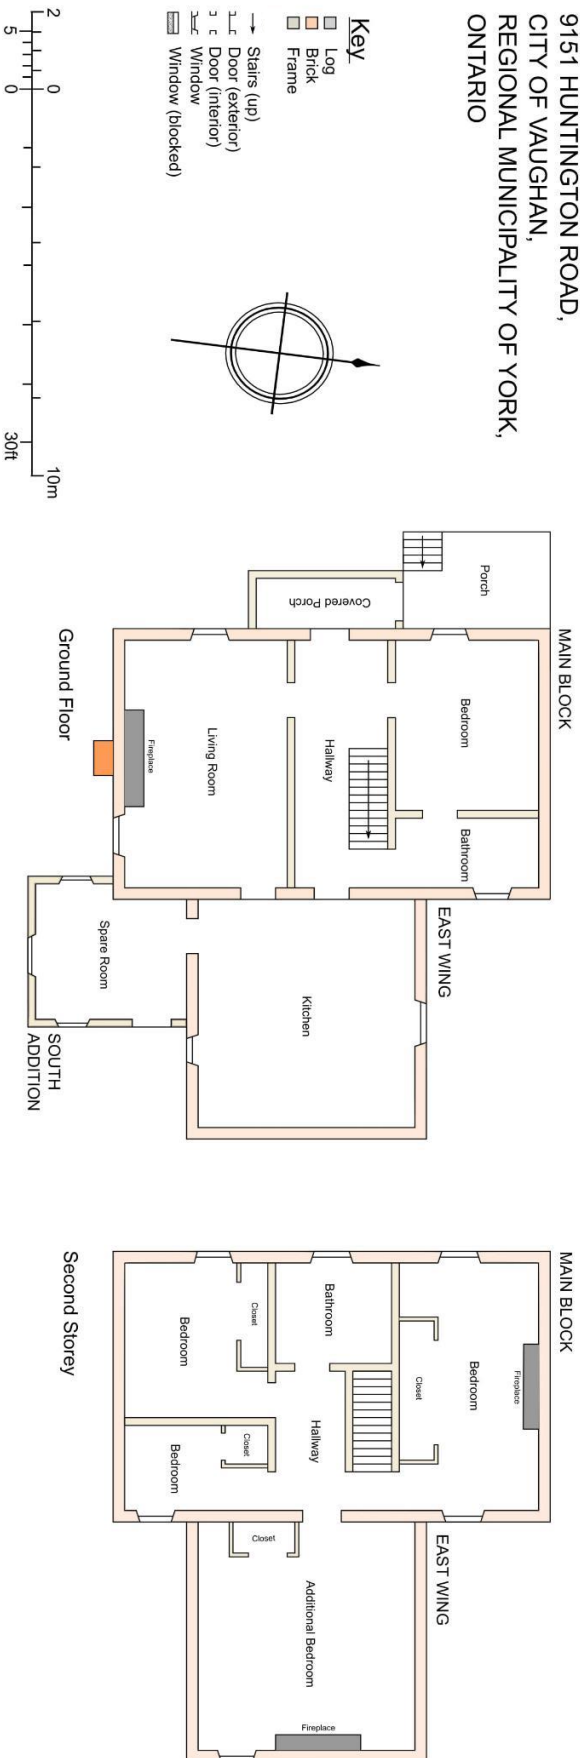 9151 HUNTINGTON ROAD,
CITY OF VAUGHAN,
REGIONAL MUNICIPALITY OF YORK,
ONTARIO
Key
Log
Brick
Frame
Stairs (up)
Door (exterior)
Door (interior)
Window
Window (blocked)
2 0 10m
5 0 30ft
MAIN BLOCK
Porch
Covered Porch
Bedroom
Bathroom
Hallway
Living Room
Fireplace
EAST WING
Kitchen
Spare Room
SOUTH
ADDITION
Ground Floor
MAIN BLOCK
Fireplace
Bedroom
Closet
Bathroom
Hallway
Closet
Bedroom
Closet
Bedroom
EAST WING
Closet
Additional Bedroom
Fireplace
Second Storey